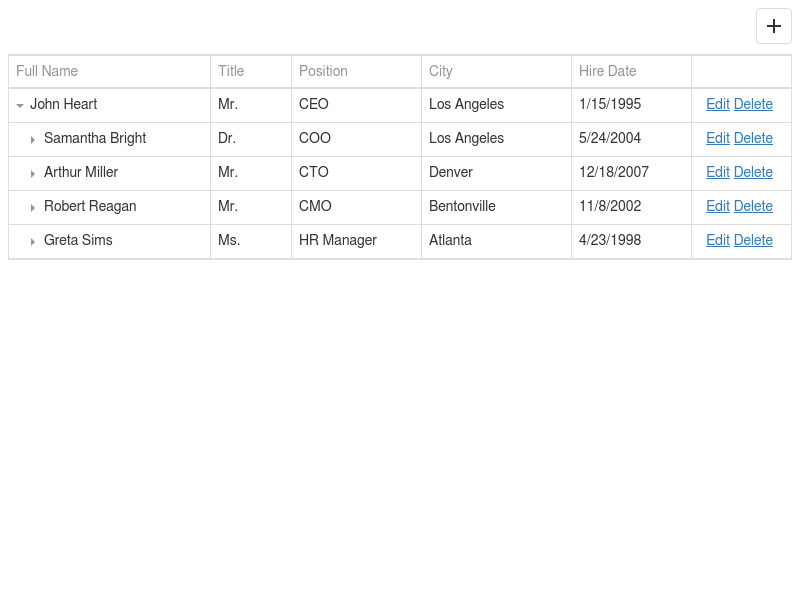 Full Name Title Position City Hire Date
John Heart Mr. CEO Los Angeles 1/15/1995 Edit Delete
Samantha Bright Dr. COO Los Angeles 5/24/2004 Edit Delete
Arthur Miller Mr. CTO Denver 12/18/2007 Edit Delete
Robert Reagan Mr. CMO Bentonville 11/8/2002 Edit Delete
Greta Sims Ms. HR Manager Atlanta 4/23/1998 Edit Delete